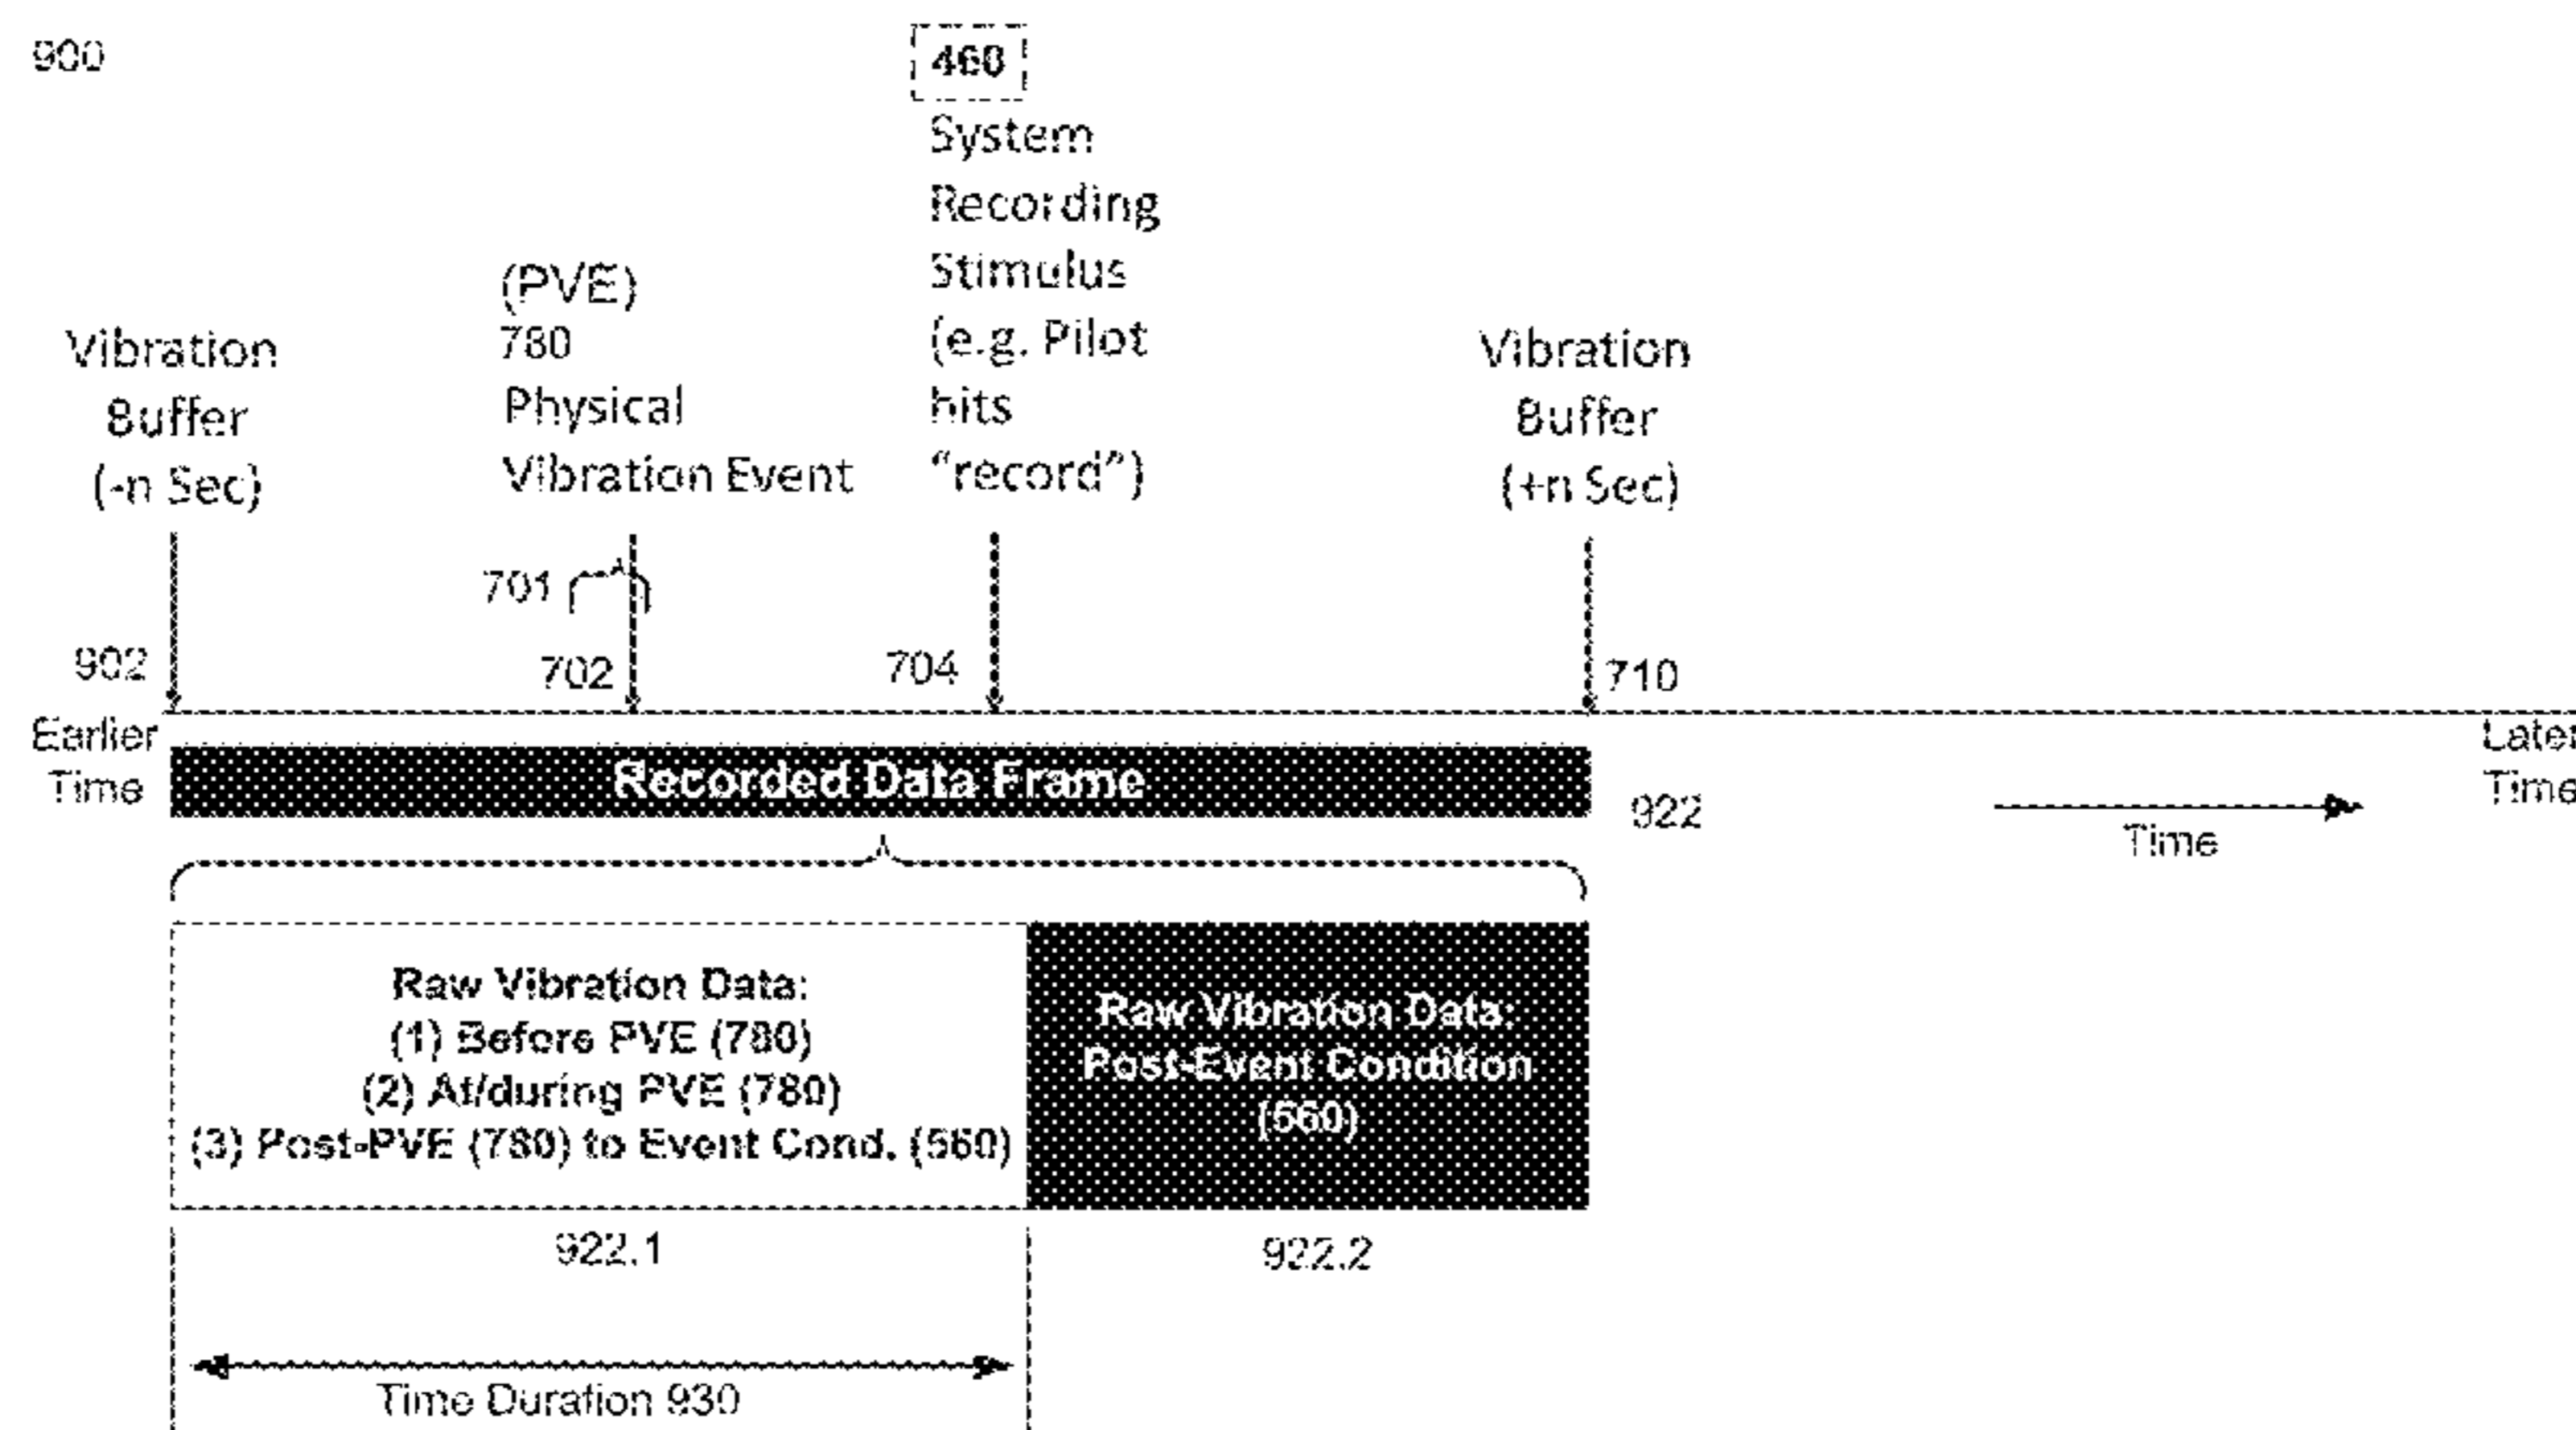 900
460
System
Recording
Stimulus
(e.g. Pilot
hits
“record”)
(PVE)
780
Physical
Vibration Event
Vibration
Buffer
(-n Sec)
Vibration
Buffer
(+n Sec)
701
902
702
704
710
Earlier
Time
Later
Time
Recorded Data Frame
922
Time
Raw Vibration Data:
(1) Before PVE (780)
(2) At/during PVE (780)
(3) Post-PVE (780) to Event Cond. (560)
Raw Vibration Data:
Post-Event Condition
(560)
922.1
922.2
Time Duration 930